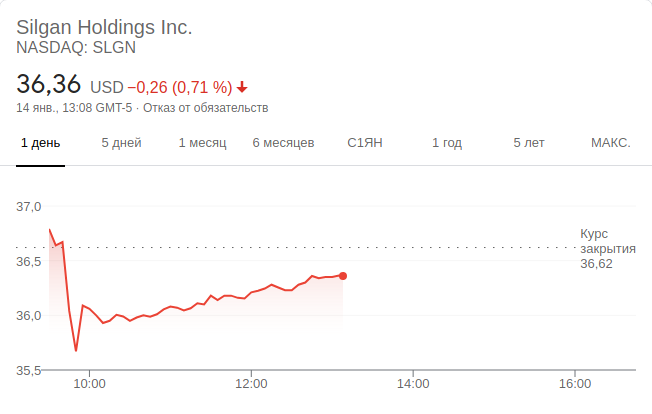 Silgan Holdings Inc.
NASDAQ: SLGN
36,36 USD −0,26 (0,71 %)
14 янв., 13:08 GMT-5 · Отказ от обязательств
1 день 5 дней 1 месяц 6 месяцев С1ЯН 1 год 5 лет МАКС.
37,0
Курс
закрытия
36,62
36,5
36,0
35,5
10:00 12:00 14:00 16:00